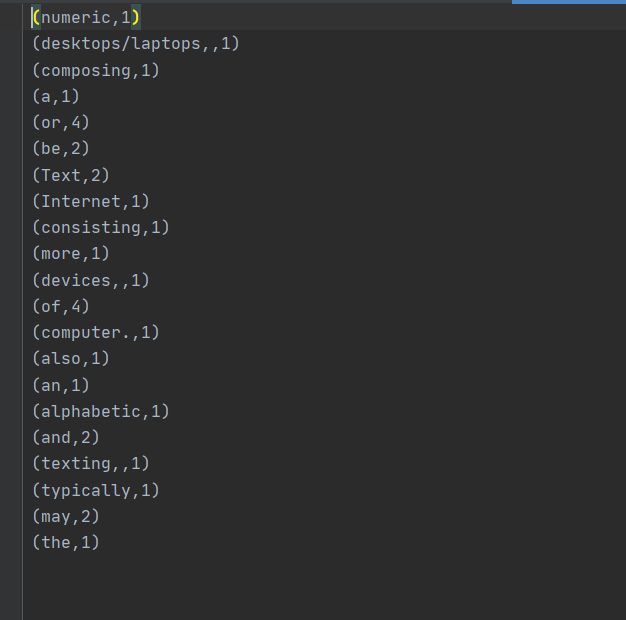 (numeric,1)
(desktops/laptops,,1)
(composing,1)
(a,1)
(or,4)
(be,2)
(Text,2)
(Internet,1)
(consisting,1)
(more,1)
(devices,,1)
(of,4)
(computer.,1)
(also,1)
(an,1)
(alphabetic,1)
(and,2)
(texting,,1)
(typically,1)
(may,2)
(the,1)